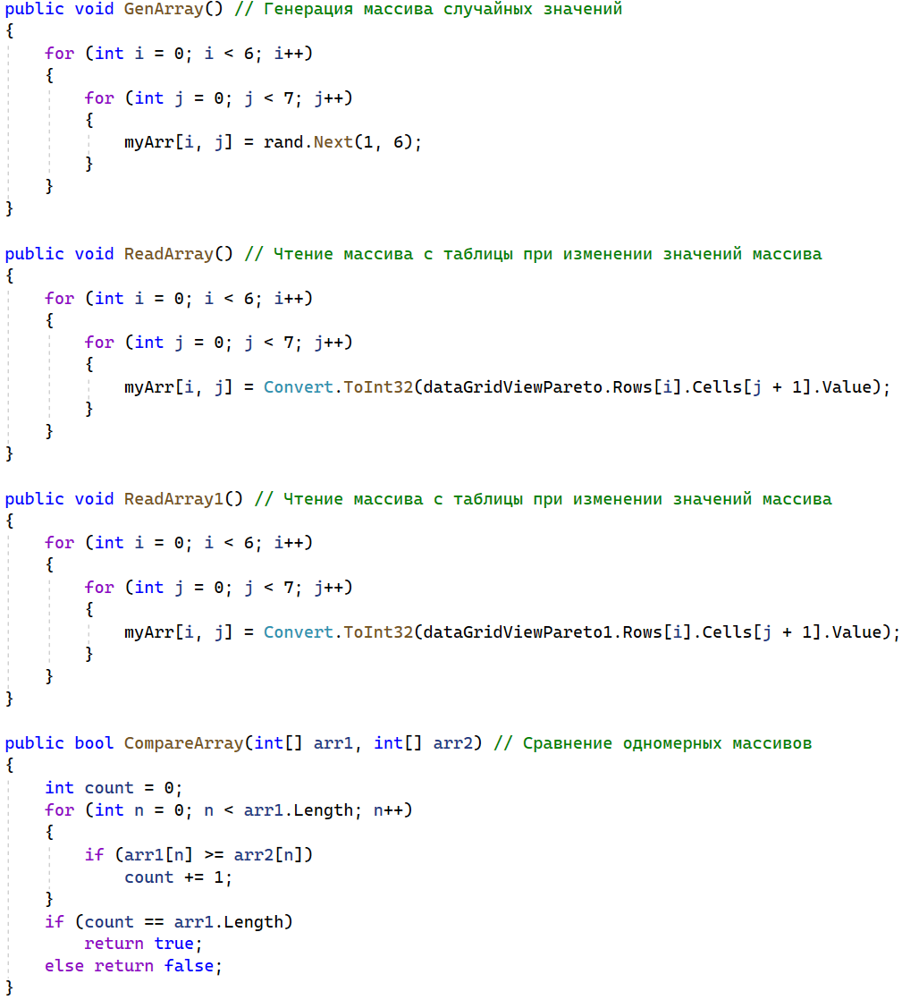 public void GenArray() // Генерация массива случайных значений
{
    for (int i = 0; i < 6; i++)
    {
        for (int j = 0; j < 7; j++)
        {
            myArr[i, j] = rand.Next(1, 6);
        }
    }
}

public void ReadArray() // Чтение массива с таблицы при изменении значений массива
{
    for (int i = 0; i < 6; i++)
    {
        for (int j = 0; j < 7; j++)
        {
            myArr[i, j] = Convert.ToInt32(dataGridViewPareto.Rows[i].Cells[j + 1].Value);
        }
    }
}

public void ReadArray1() // Чтение массива с таблицы при изменении значений массива
{
    for (int i = 0; i < 6; i++)
    {
        for (int j = 0; j < 7; j++)
        {
            myArr[i, j] = Convert.ToInt32(dataGridViewPareto1.Rows[i].Cells[j + 1].Value);
        }
    }
}

public bool CompareArray(int[] arr1, int[] arr2) // Сравнение одномерных массивов
{
    int count = 0;
    for (int n = 0; n < arr1.Length; n++)
    {
        if (arr1[n] >= arr2[n])
            count += 1;
    }
    if (count == arr1.Length)
        return true;
    else return false;
}